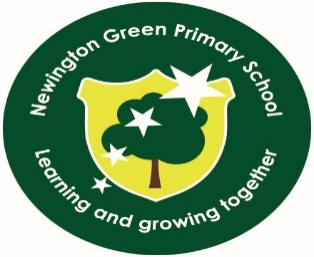 Newington Green Primary School
Learning and growing together